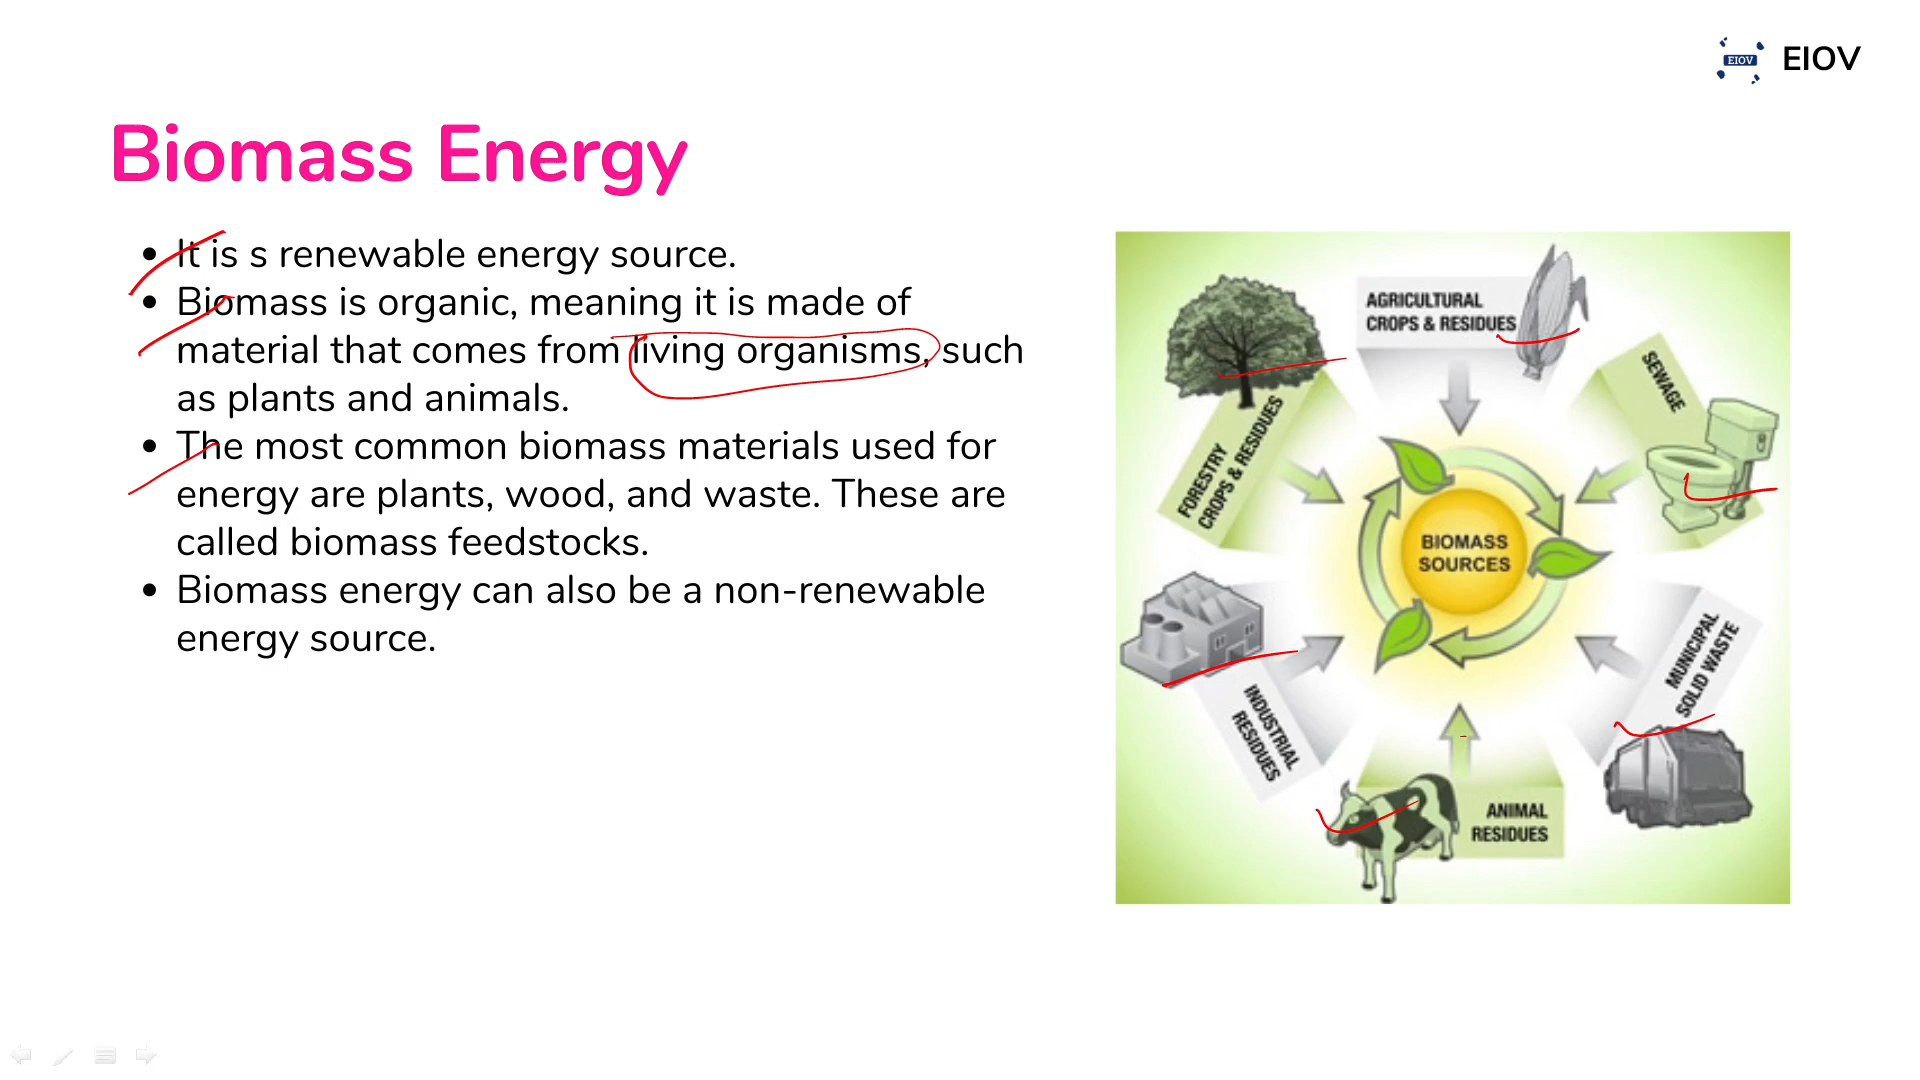 EIOV
EIOV
Biomass Energy
• It is s renewable energy source.
• Biomass is organic, meaning it is made of
material that comes from living organisms, such
as plants and animals.
• The most common biomass materials used for
energy are plants, wood, and waste. These are
called biomass feedstocks.
• Biomass energy can also be a non-renewable
energy source.
AGRICULTURAL
CROPS & RESIDUES
SEWAGE
FORESTRY
CROPS & RESIDUES
BIOMASS
SOURCES
MUNICIPAL
SOLID WASTE
INDUSTRIAL
RESIDUES
ANIMAL
RESIDUES